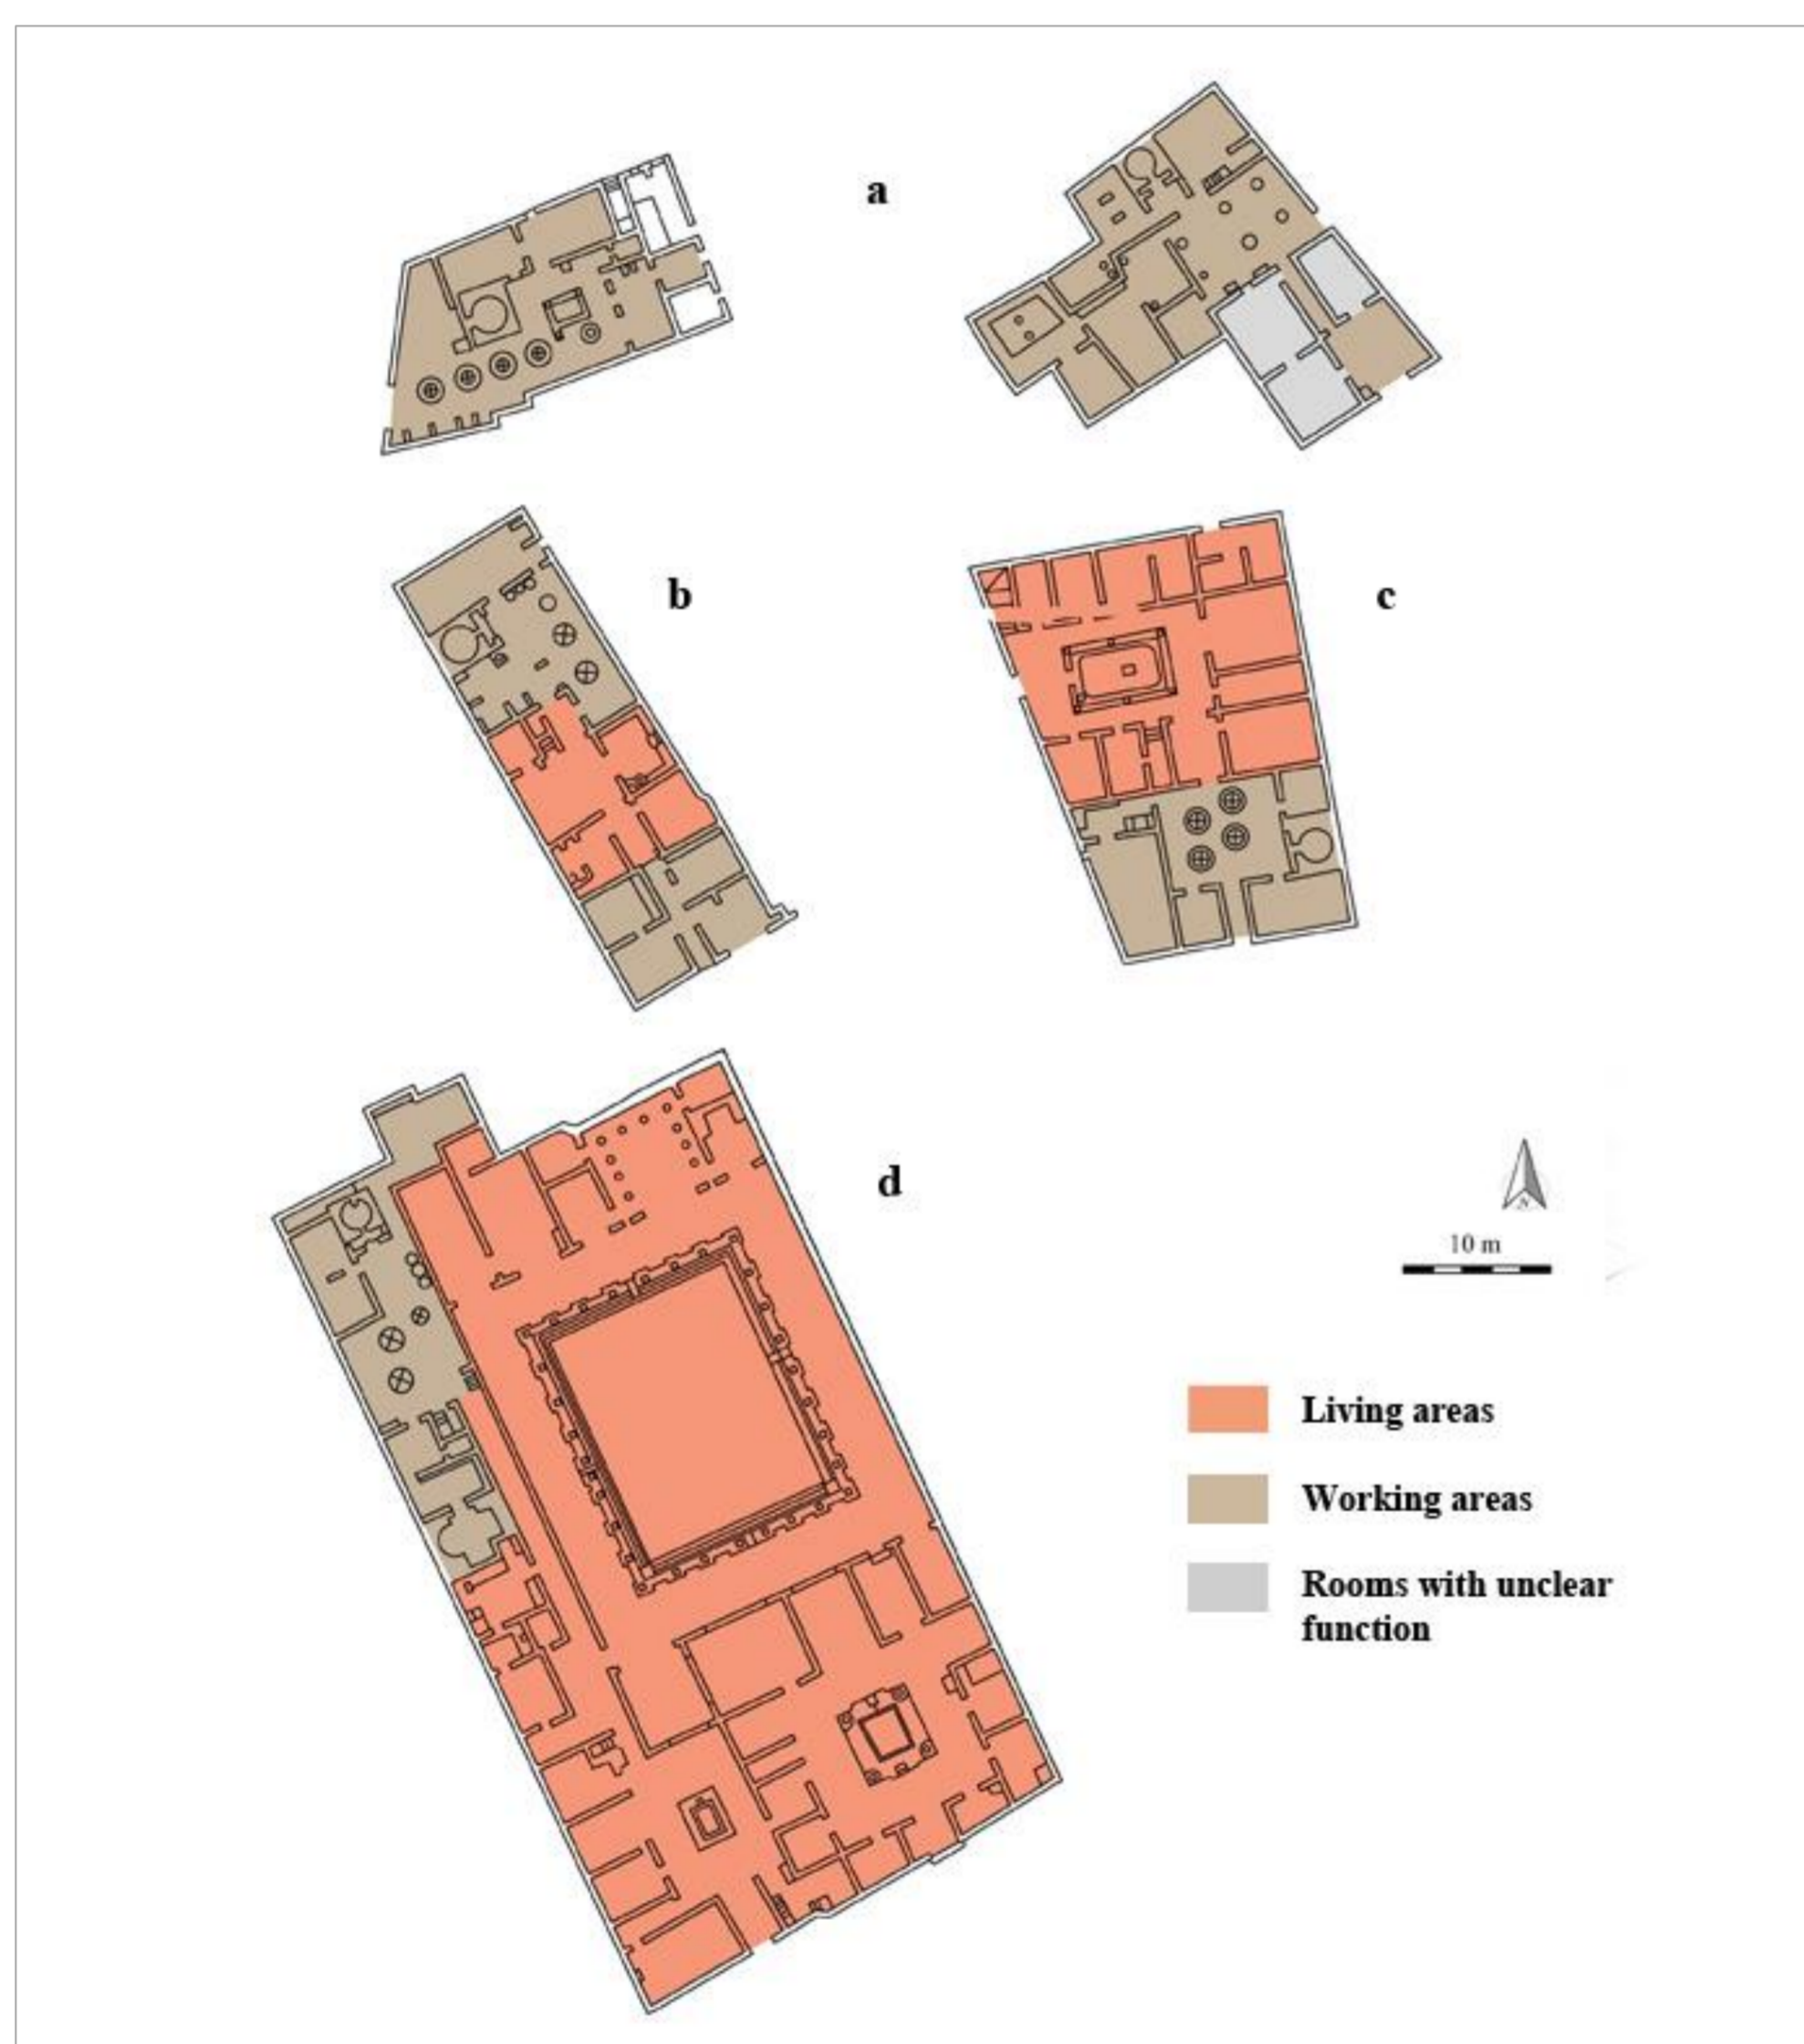 a
b
c
d
N
10 m
Living areas
Working areas
Rooms with unclear
function